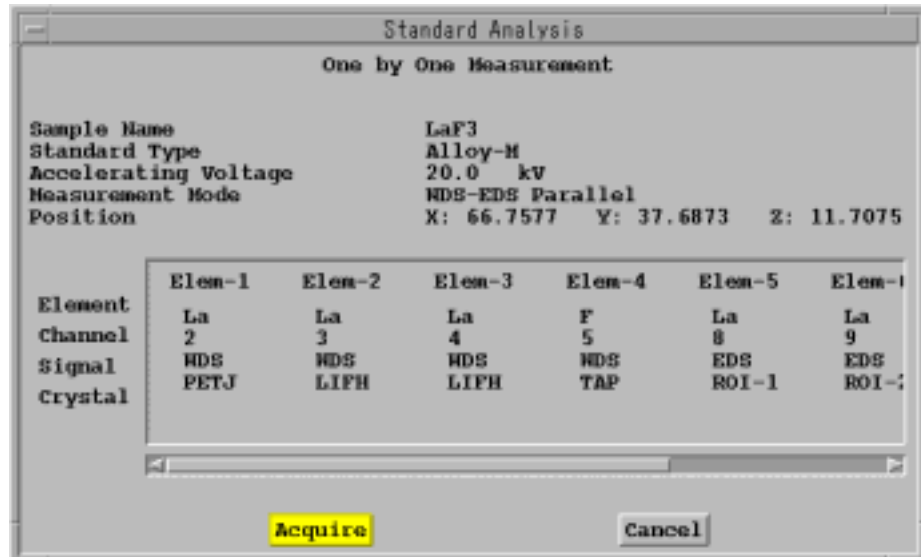 Standard Analysis
One by One Measurement
Sample Name LaF3
Standard Type Alloy-M
Accelerating Voltage 20.0 kV
Measurement Mode WDS-EDS Parallel
Position X: 66.7577 Y: 37.6873 Z: 11.7075
Elem-1 Elem-2 Elem-3 Elem-4 Elem-5 Elem-
Element La La La F La La
Channel 2 3 4 5 8 9
Signal WDS WDS WDS WDS EDS EDS
Crystal PETJ LIFH LIFH TAP ROI-1 ROI-2
Acquire Cancel